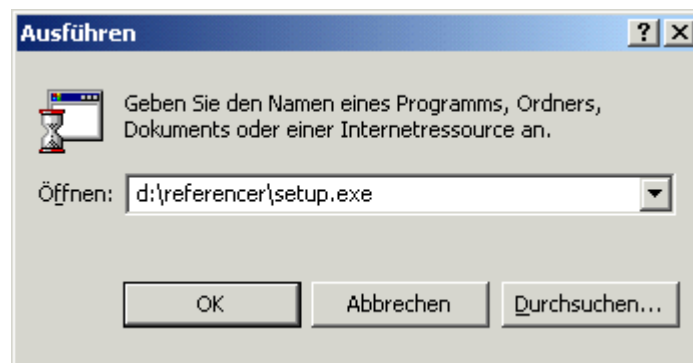 Ausführen
Geben Sie den Namen eines Programms, Ordners,
Dokuments oder einer Internetressource an.
Öffnen: d:\referencer\setup.exe
OK Abbrechen Durchsuchen...